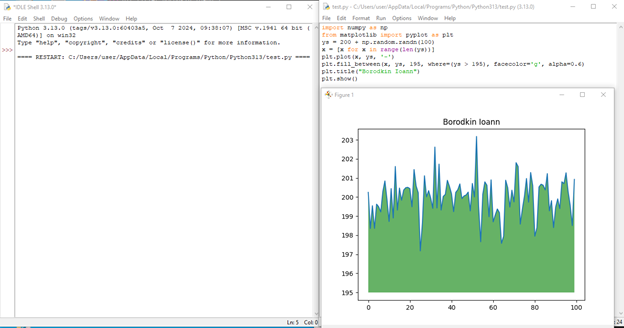 *IDLE Shell 3.13.0*
File Edit Shell Debug Options Window Help
Python 3.13.0 (tags/v3.13.0:60403a5, Oct 7 2024, 09:38:07) [MSC v.1941 64 bit (
AMD64)] on win32
Type "help", "copyright", "credits" or "license()" for more information.
>>>
==== RESTART: C:/Users/user/AppData/Local/Programs/Python/Python313/test.py ====
Ln: 5 Col: 0
test.py - C:/Users/user/AppData/Local/Programs/Python/Python313/test.py (3.13.0)
File Edit Format Run Options Window Help
import numpy as np
from matplotlib import pyplot as plt
ys = 200 + np.random.randn(100)
x = [x for x in range(len(ys))]
plt.plot(x, ys, '-')
plt.fill_between(x, ys, 195, where=(ys > 195), facecolor='g', alpha=0.6)
plt.title("Borodkin Ioann")
plt.show()
Figure 1
Borodkin Ioann
203
202
201
200
199
198
197
196
195
0 20 40 60 80 100
24